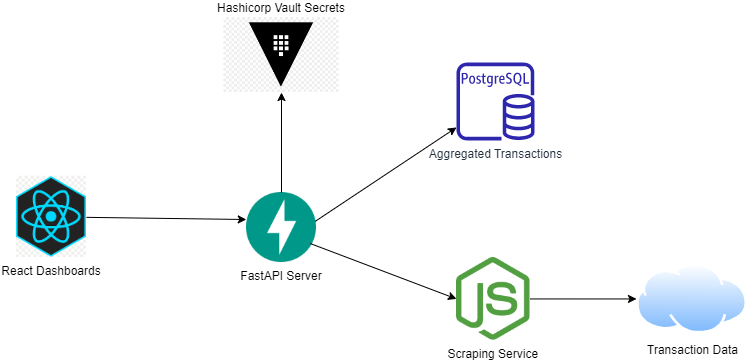 Hashicorp Vault Secrets
PostgreSQL
Aggregated Transactions
React Dashboards
FastAPI Server
JS
Scraping Service
Transaction Data